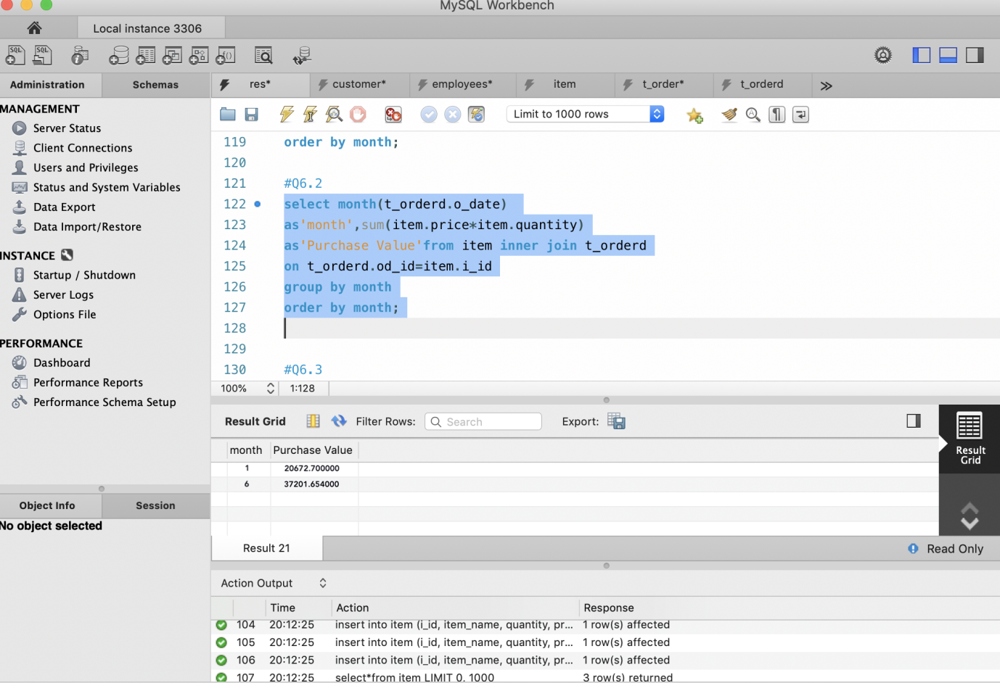 MySQL Workbench
Local instance 3306
SQL SQL
Administration Schemas
res* customer* employees* item t_order* t_orderd
MANAGEMENT
Server Status
Client Connections
Users and Privileges
Status and System Variables
Data Export
Data Import/Restore
INSTANCE
Startup / Shutdown
Server Logs
Options File
PERFORMANCE
Dashboard
Performance Reports
Performance Schema Setup
Object Info Session
No object selected
Limit to 1000 rows
119 order by month;
120
121 #Q6.2
122 select month(t_orderd.o_date)
123 as'month',sum(item.price*item.quantity)
124 as'Purchase Value'from item inner join t_orderd
125 on t_orderd.od_id=item.i_id
126 group by month
127 order by month;
128
129
130 #Q6.3
100% 1:128
Result Grid Filter Rows: Search Export:
month Purchase Value
1 20672.700000
6 37201.654000
Result
Grid
Result 21
Read Only
Action Output
Time Action Response
104 20:12:25 insert into item (i_id, item_name, quantity, pr... 1 row(s) affected
105 20:12:25 insert into item (i_id, item_name, quantity, pr... 1 row(s) affected
106 20:12:25 insert into item (i_id, item_name, quantity, pr... 1 row(s) affected
107 20:12:25 select*from item LIMIT 0, 1000 3 row(s) returned